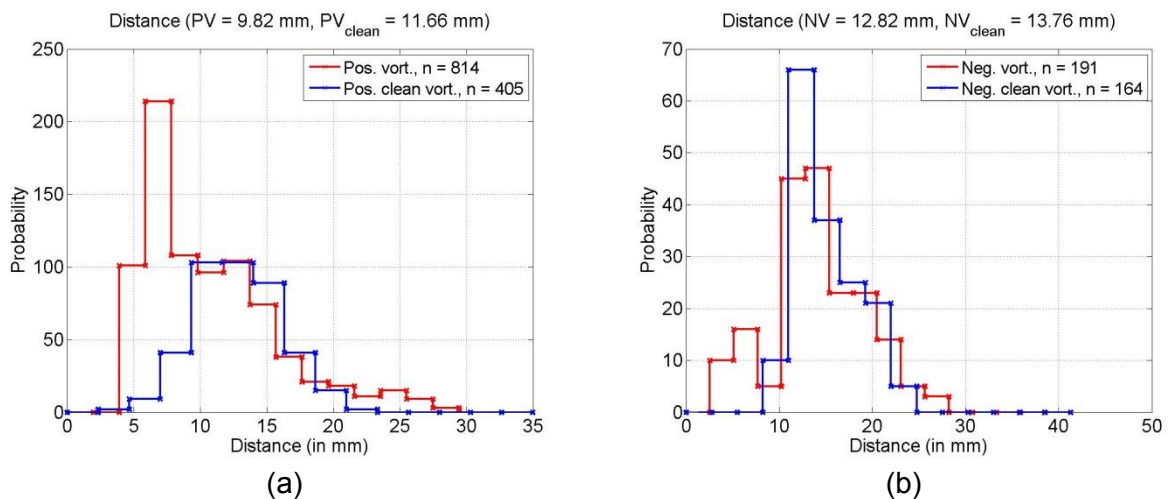 Distance (PV = 9.82 mm, PV_clean = 11.66 mm)
250
200
150
100
50
0
Probability
Pos. vort., n = 814
Pos. clean vort., n = 405
0 5 10 15 20 25 30 35
Distance (in mm)
(a)
Distance (NV = 12.82 mm, NV_clean = 13.76 mm)
70
60
50
40
30
20
10
0
Probability
Neg. vort., n = 191
Neg. clean vort., n = 164
0 10 20 30 40 50
Distance (in mm)
(b)